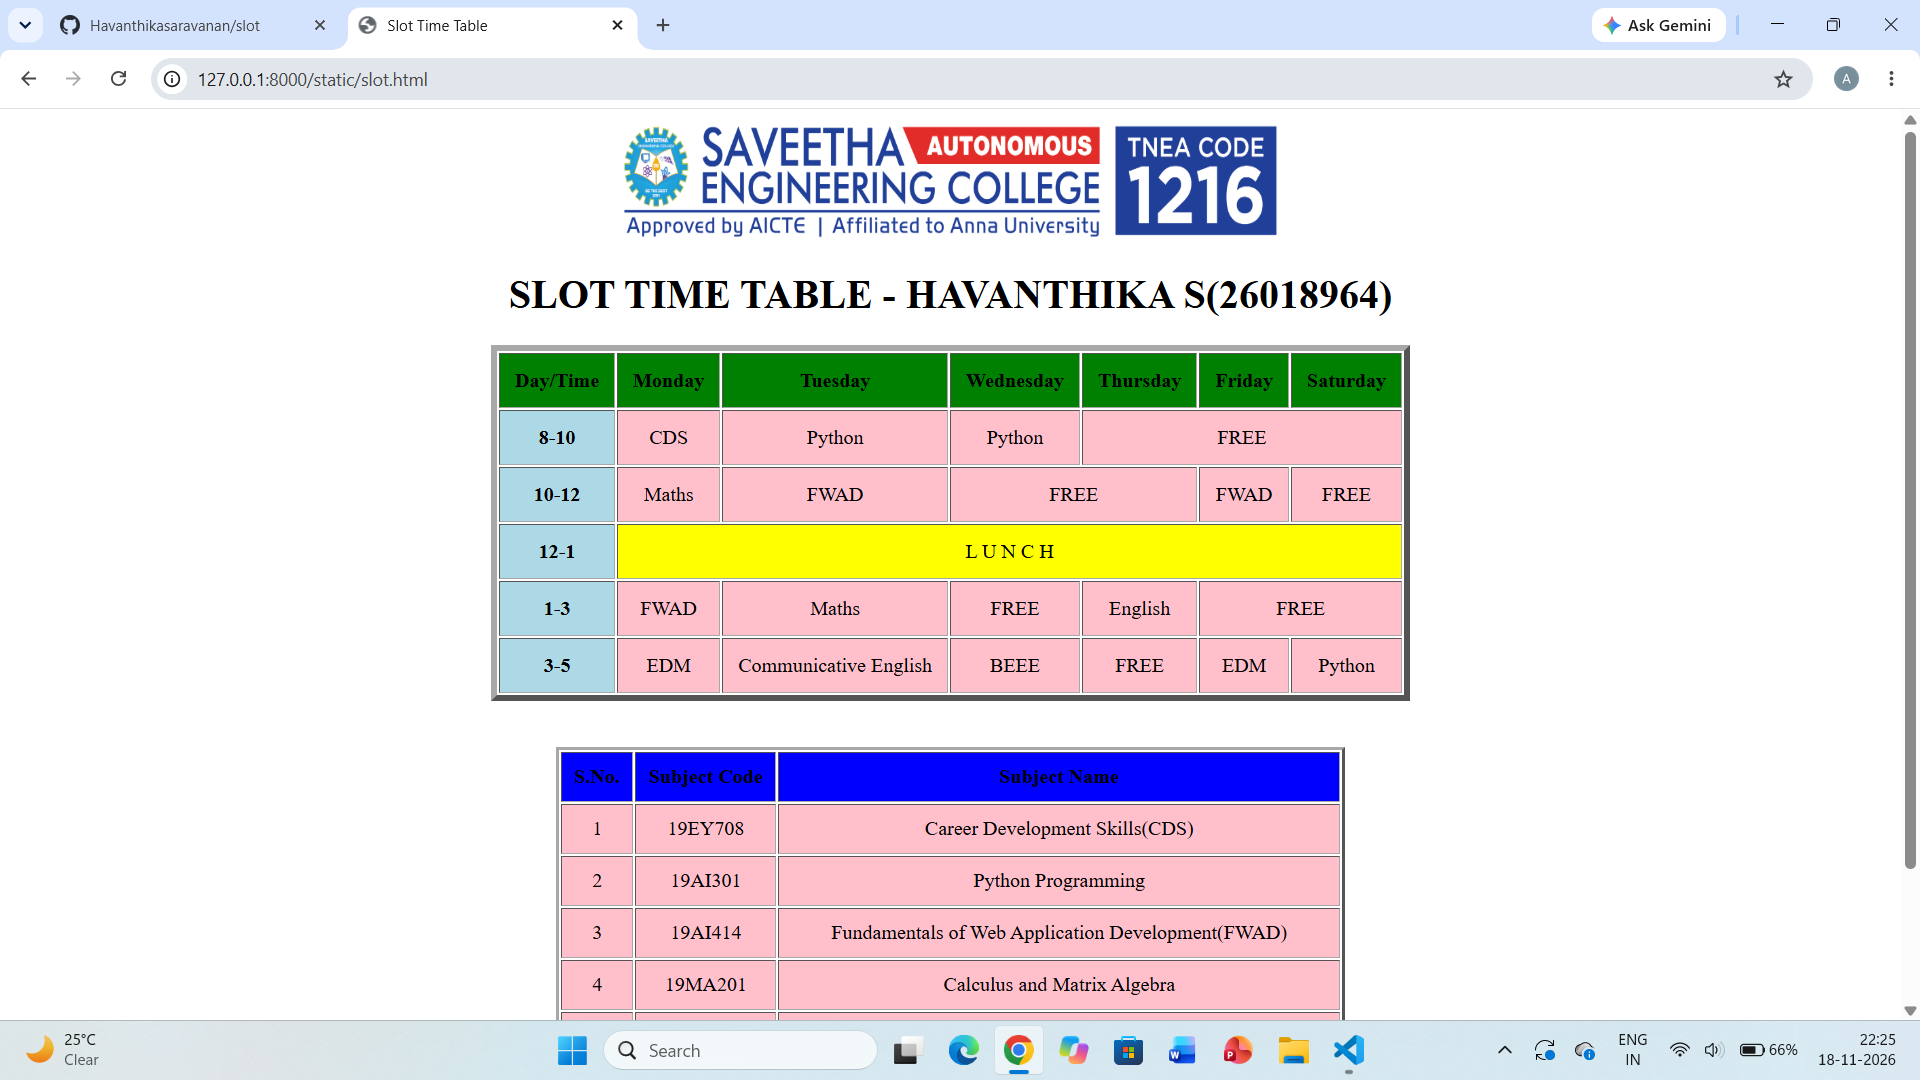 Havanthikasaravanan/slot
Slot Time Table
Ask Gemini
127.0.0.1:8000/static/slot.html
A
SAVEETHA AUTONOMOUS
ENGINEERING COLLEGE
Approved by AICTE | Affiliated to Anna University
TNEA CODE
1216
SLOT TIME TABLE - HAVANTHIKA S(26018964)
Day/Time Monday Tuesday Wednesday Thursday Friday Saturday
8-10 CDS Python Python FREE
10-12 Maths FWAD FREE FWAD FREE
12-1 L U N C H
1-3 FWAD Maths FREE English FREE
3-5 EDM Communicative English BEEE FREE EDM Python
S.No. Subject Code Subject Name
1 19EY708 Career Development Skills(CDS)
2 19AI301 Python Programming
3 19AI414 Fundamentals of Web Application Development(FWAD)
4 19MA201 Calculus and Matrix Algebra
25°C
Clear
Search
ENG
IN
66%
22:25
18-11-2026